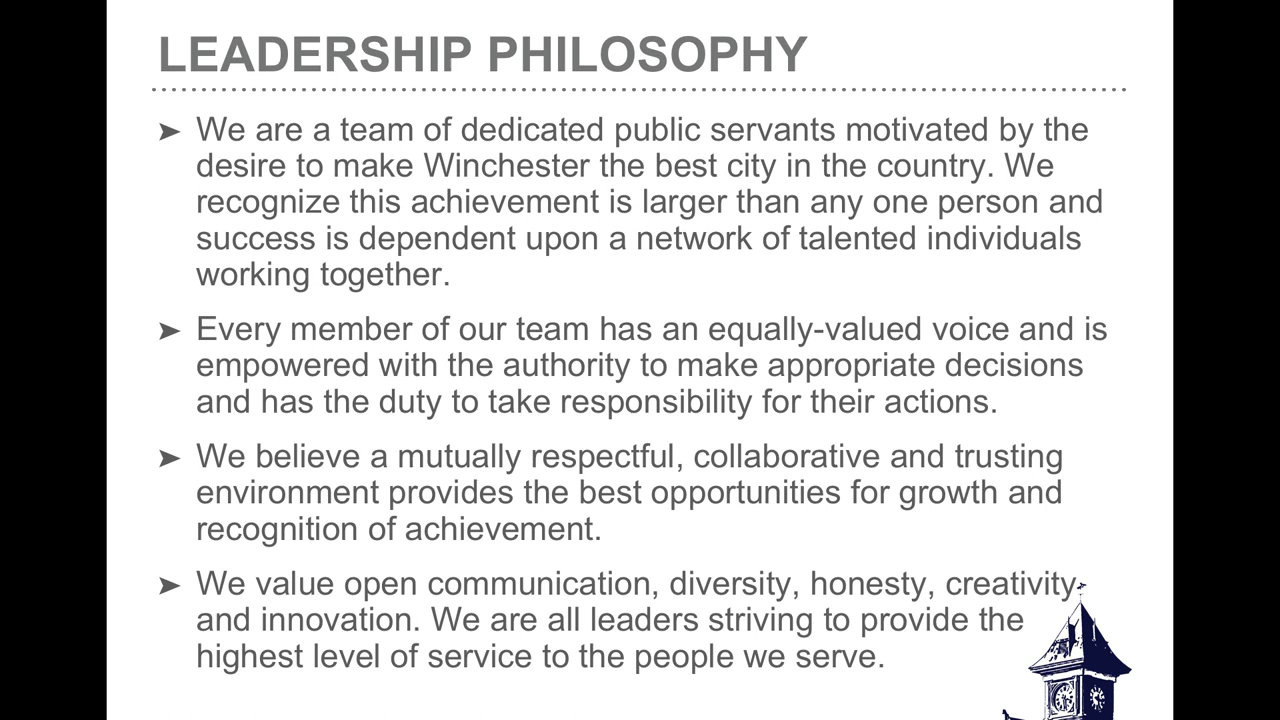 LEADERSHIP PHILOSOPHY
➤ We are a team of dedicated public servants motivated by the
desire to make Winchester the best city in the country. We
recognize this achievement is larger than any one person and
success is dependent upon a network of talented individuals
working together.
➤ Every member of our team has an equally-valued voice and is
empowered with the authority to make appropriate decisions
and has the duty to take responsibility for their actions.
➤ We believe a mutually respectful, collaborative and trusting
environment provides the best opportunities for growth and
recognition of achievement.
➤ We value open communication, diversity, honesty, creativity
and innovation. We are all leaders striving to provide the
highest level of service to the people we serve.